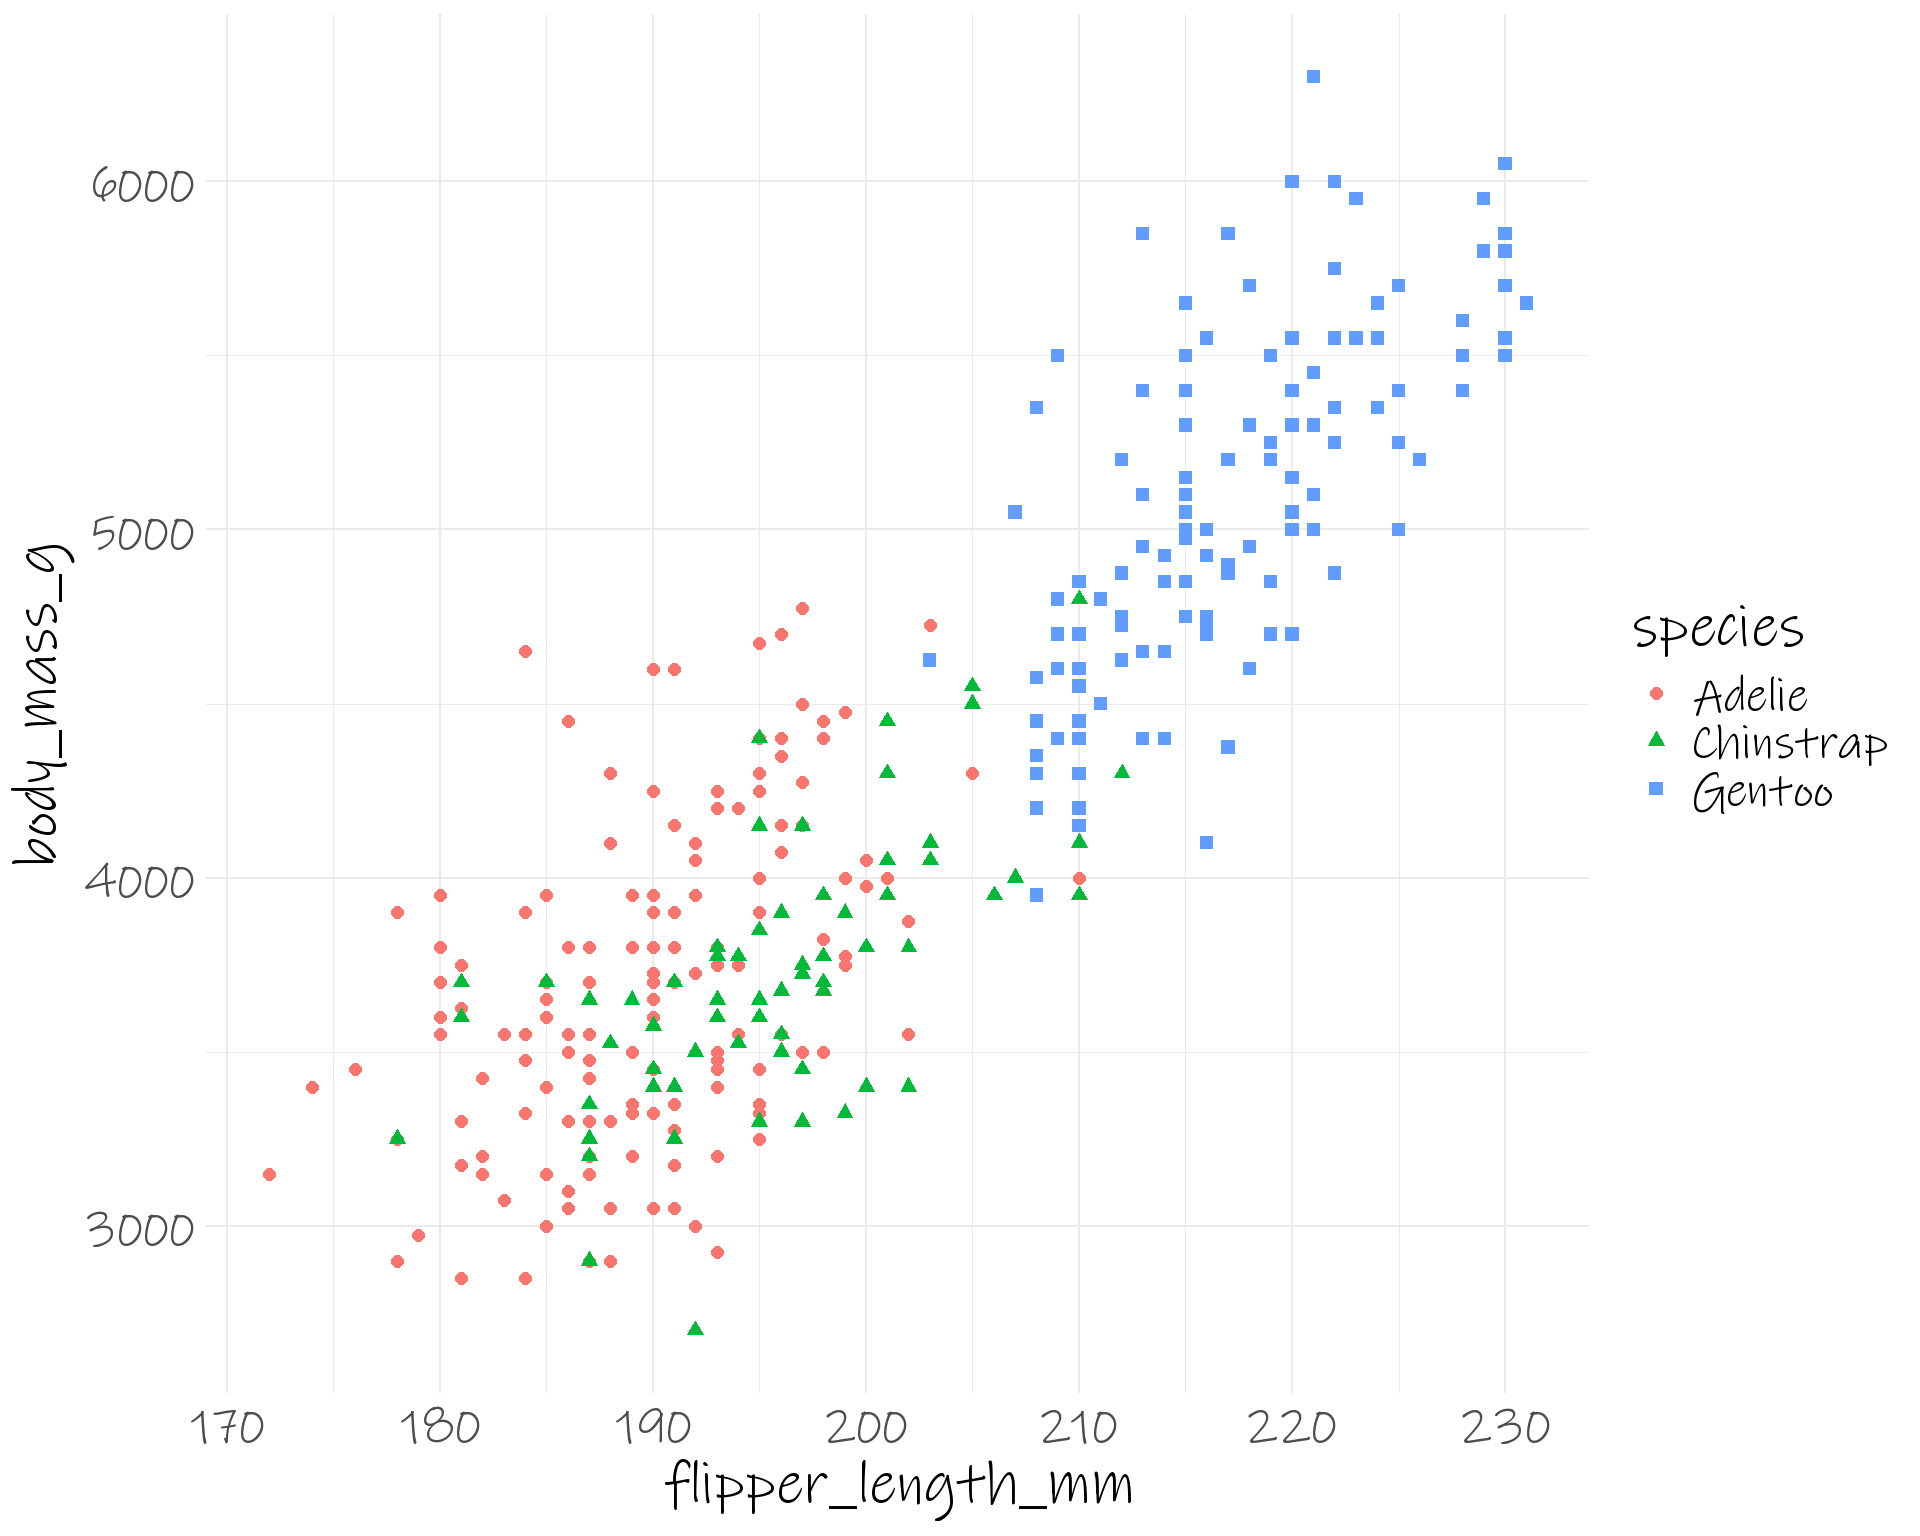 6000
5000
4000
3000
body_mass_g
170 180 190 200 210 220 230
flipper_length_mm
species
Adelie
Chinstrap
Gentoo